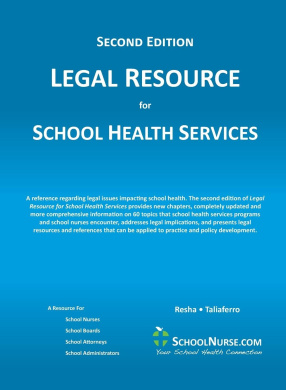 SECOND EDITION
LEGAL RESOURCE
for
SCHOOL HEALTH SERVICES
A reference regarding legal issues impacting school health. The second edition of Legal
Resource for School Health Services provides new chapters, completely updated and
more comprehensive information on 60 topics that school health services programs
and school nurses encounter, addresses legal implications, and presents legal
resources and references that can be applied to practice and policy development.
A Resource For
School Nurses
School Boards
School Attorneys
School Administrators
Resha • Taliaferro
SCHOOLNURSE.COM
Your School Health Connection